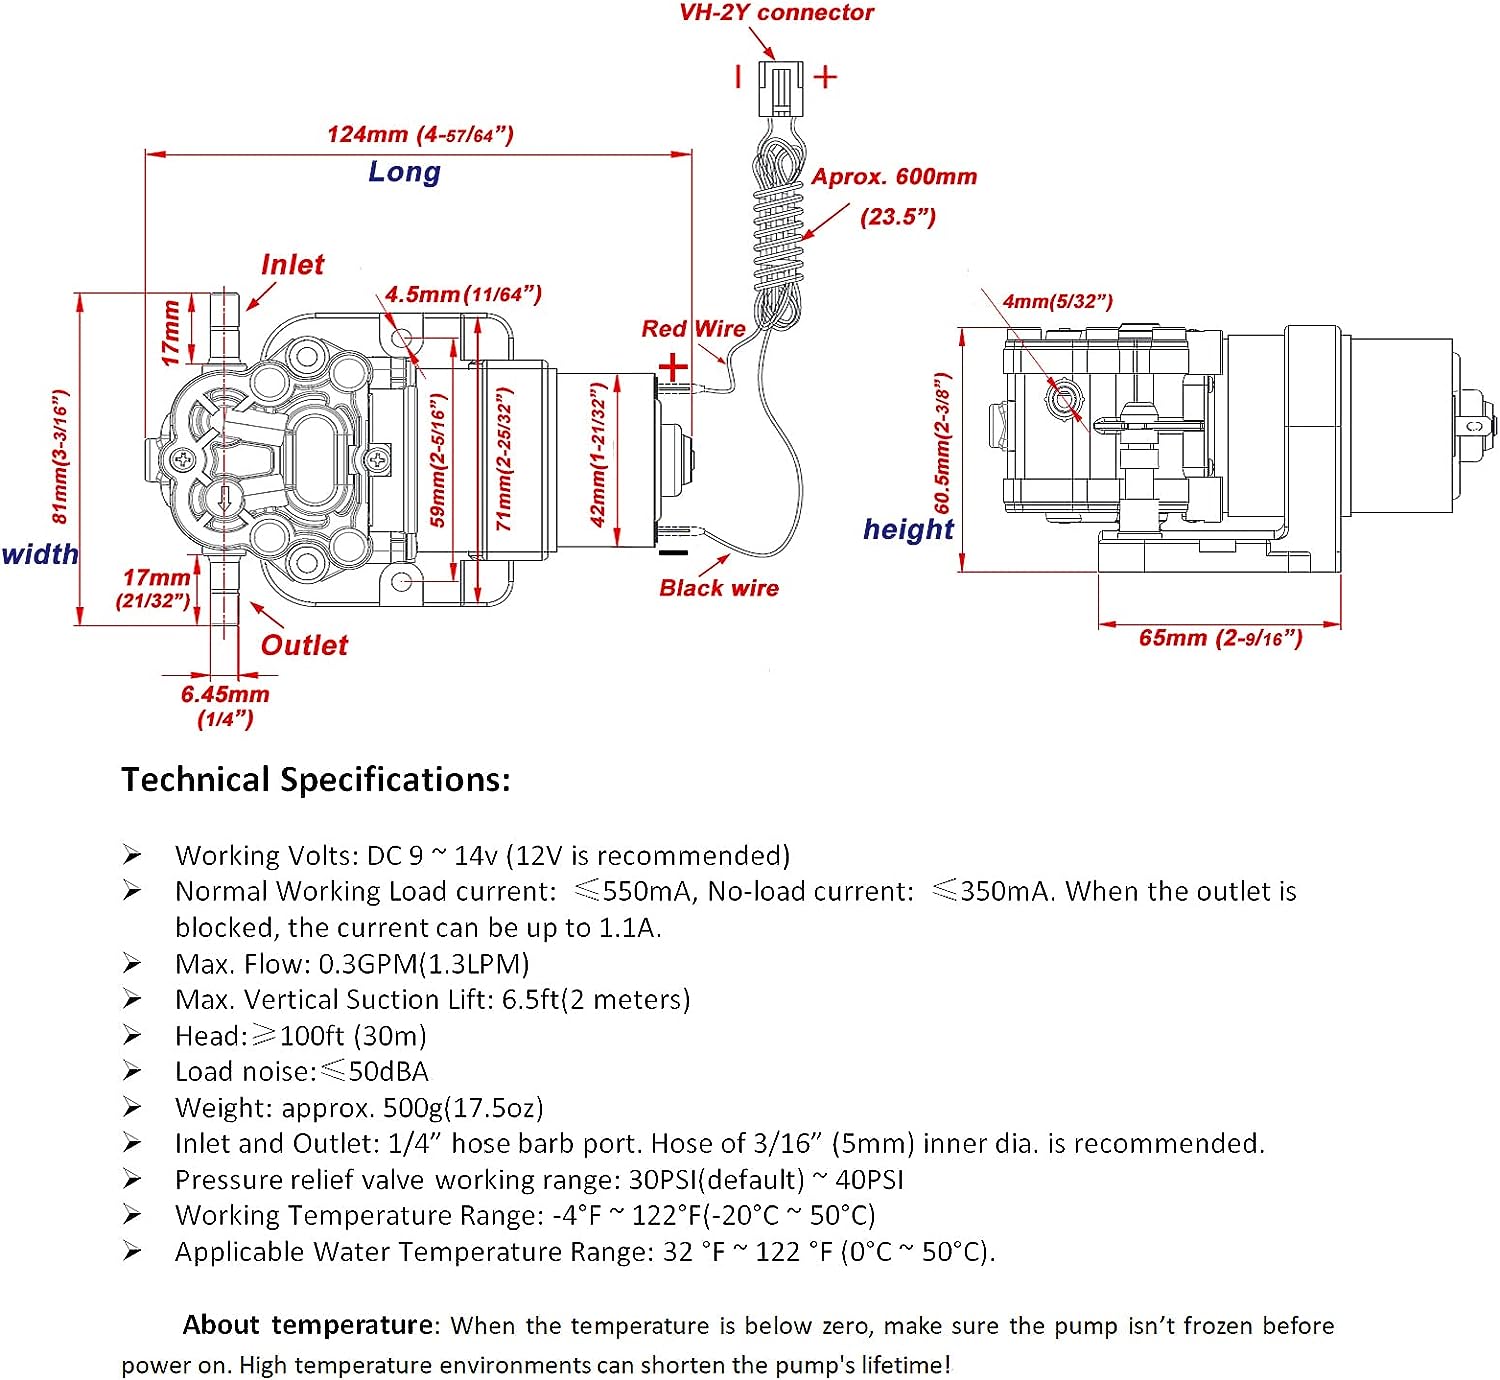 VH-2Y connector
– +
124mm (4-57/64”)
Long
Aprox. 600mm
(23.5”)
Inlet
4.5mm(11/64”)
4mm(5/32”)
17mm
Red Wire
+
81mm(3-3/16”)
59mm(2-5/16”)
71mm(2-25/32”)
42mm(1-21/32”)
60.5mm(2-3/8”)
height
width
–
17mm
(21/32”)
Black wire
Outlet
65mm (2-9/16”)
6.45mm
(1/4”)
Technical Specifications:
➢ Working Volts: DC 9 ~ 14v (12V is recommended)
➢ Normal Working Load current: ≤550mA, No-load current: ≤350mA. When the outlet is
blocked, the current can be up to 1.1A.
➢ Max. Flow: 0.3GPM(1.3LPM)
➢ Max. Vertical Suction Lift: 6.5ft(2 meters)
➢ Head:≥100ft (30m)
➢ Load noise:≤50dBA
➢ Weight: approx. 500g(17.5oz)
➢ Inlet and Outlet: 1/4” hose barb port. Hose of 3/16” (5mm) inner dia. is recommended.
➢ Pressure relief valve working range: 30PSI(default) ~ 40PSI
➢ Working Temperature Range: -4°F ~ 122°F(-20°C ~ 50°C)
➢ Applicable Water Temperature Range: 32 °F ~ 122 °F (0°C ~ 50°C).
About temperature: When the temperature is below zero, make sure the pump isn’t frozen before
power on. High temperature environments can shorten the pump's lifetime!